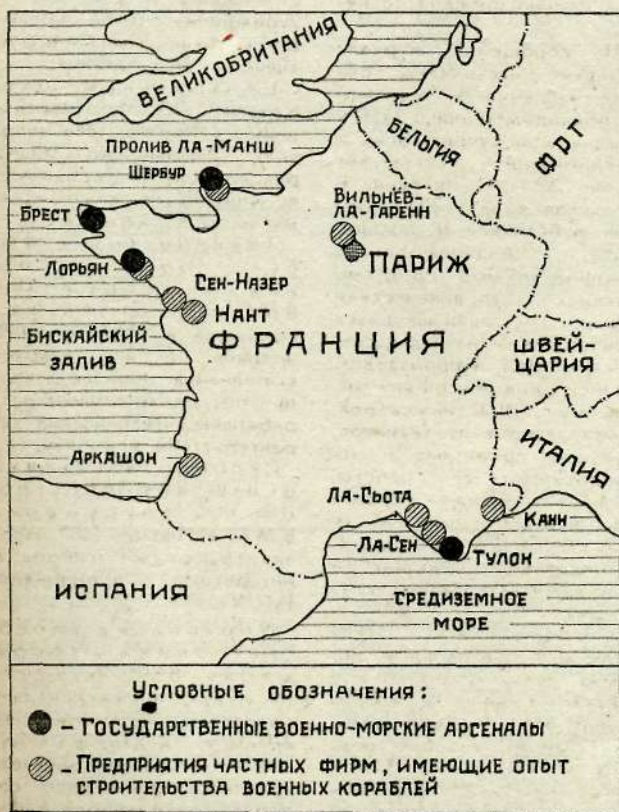 ВЕЛИКОБРИТАНИЯ
ПРОЛИВ ЛА-МАНШ
ШЕРБУР
БРЕСТ
БЕЛЬГИЯ
ФРГ
ВИЛЬНЁВ-
ЛА-ГАРЕНН
ПАРИЖ
ЛОРЬЯН
СЕН-НАЗЕР
НАНТ
БИСКАЙСКИЙ
ЗАЛИВ
ФРАНЦИЯ
ШВЕЙ-
ЦАРИЯ
ИТАЛИЯ
АРКАШОН
ЛА-СЬОТА
КАНН
ЛА-СЕН
ТУЛОН
ИСПАНИЯ
СРЕДИЗЕМНОЕ
МОРЕ
УСЛОВНЫЕ ОБОЗНАЧЕНИЯ:
- ГОСУДАРСТВЕННЫЕ ВОЕННО-МОРСКИЕ АРСЕНАЛЫ
- ПРЕДПРИЯТИЯ ЧАСТНЫХ ФИРМ, ИМЕЮЩИЕ ОПЫТ
СТРОИТЕЛЬСТВА ВОЕННЫХ КОРАБЛЕЙ